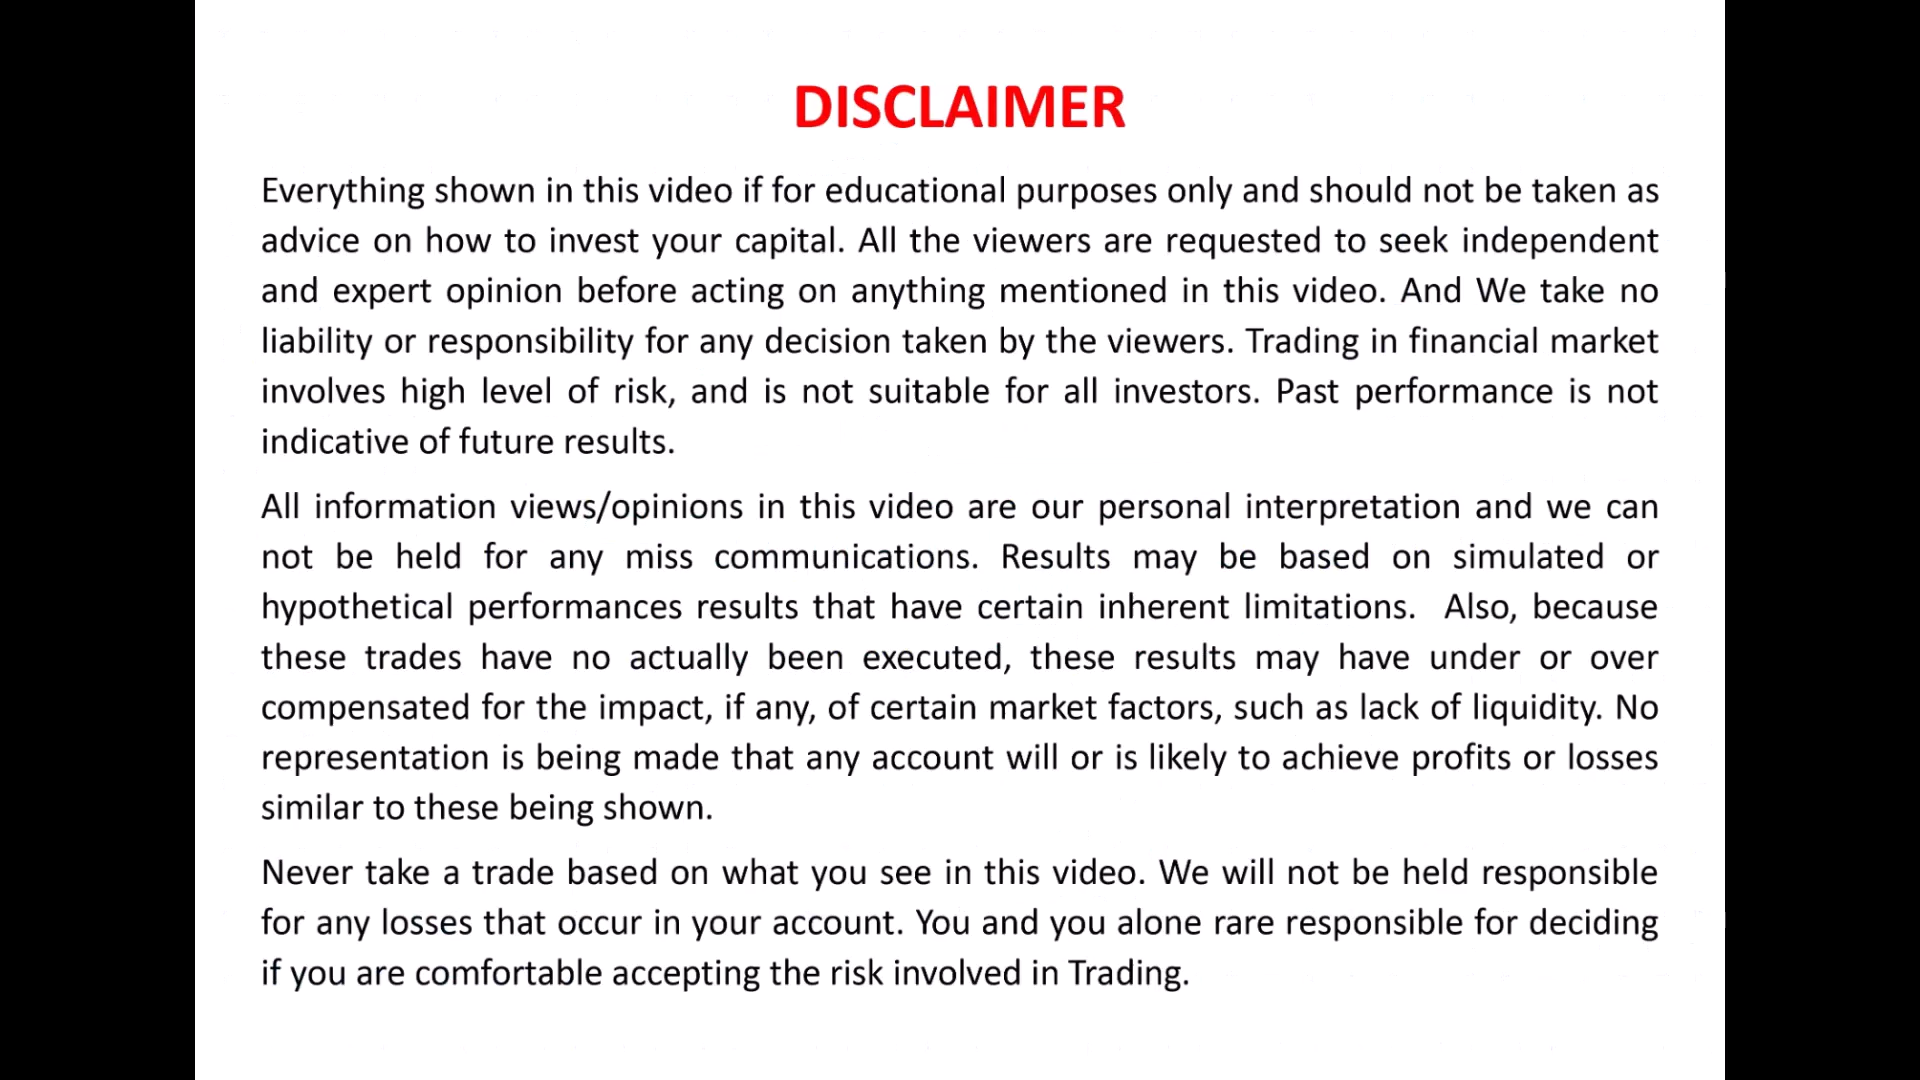 DISCLAIMER
Everything shown in this video if for educational purposes only and should not be taken as
advice on how to invest your capital. All the viewers are requested to seek independent
and expert opinion before acting on anything mentioned in this video. And We take no
liability or responsibility for any decision taken by the viewers. Trading in financial market
involves high level of risk, and is not suitable for all investors. Past performance is not
indicative of future results.
All information views/opinions in this video are our personal interpretation and we can
not be held for any miss communications. Results may be based on simulated or
hypothetical performances results that have certain inherent limitations. Also, because
these trades have no actually been executed, these results may have under or over
compensated for the impact, if any, of certain market factors, such as lack of liquidity. No
representation is being made that any account will or is likely to achieve profits or losses
similar to these being shown.
Never take a trade based on what you see in this video. We will not be held responsible
for any losses that occur in your account. You and you alone rare responsible for deciding
if you are comfortable accepting the risk involved in Trading.